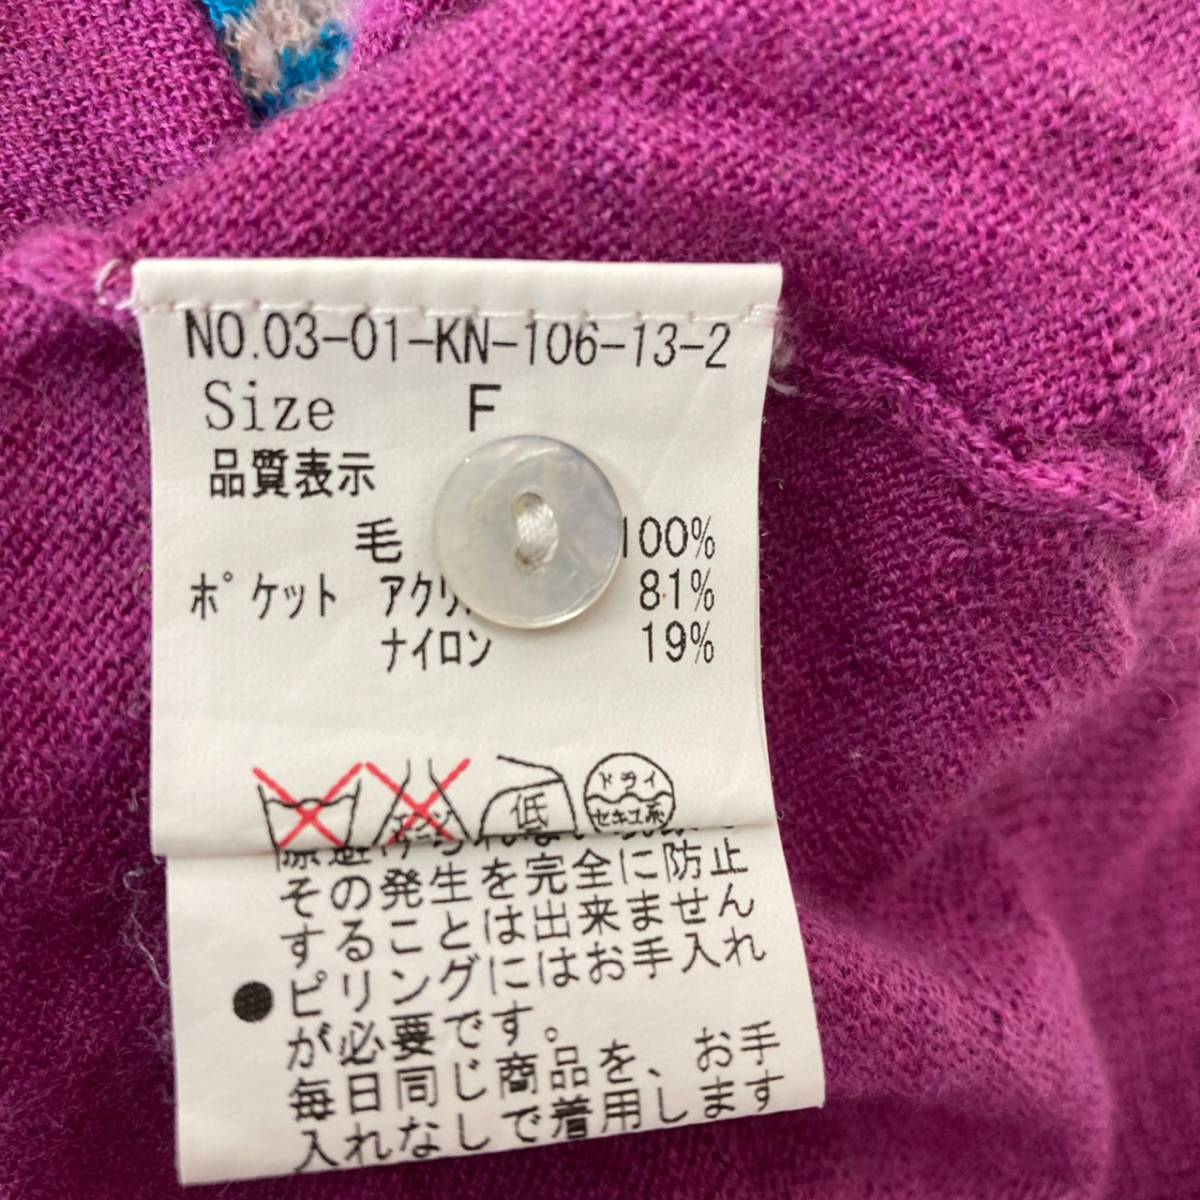 NO.03-01-KN-106-13-2
Size F
品質表示
毛 100%
ポケット アクリ 81%
ナイロン 19%
低
ドライ
セキユ系
その発生を完全に防止
することは出来ません
●ピリングにはお手入れ
が必要です。
毎日同じ商品を、お手
入れなしで着用します